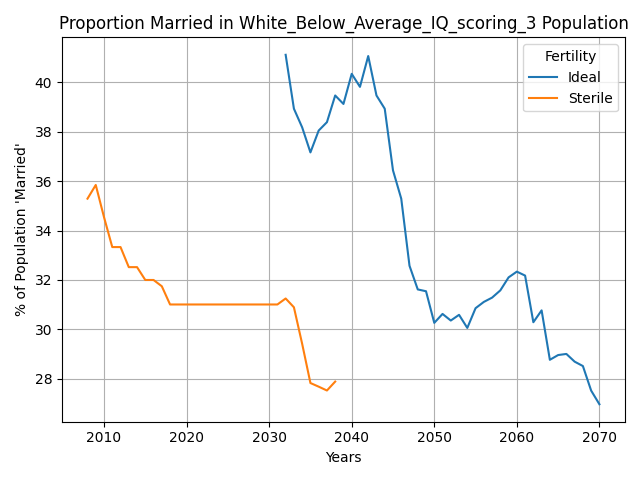 Proportion Married in White_Below_Average_IQ_scoring_3 Population
Fertility
Ideal
Sterile
% of Population 'Married'
40
38
36
34
32
30
28
2010 2020 2030 2040 2050 2060 2070
Years